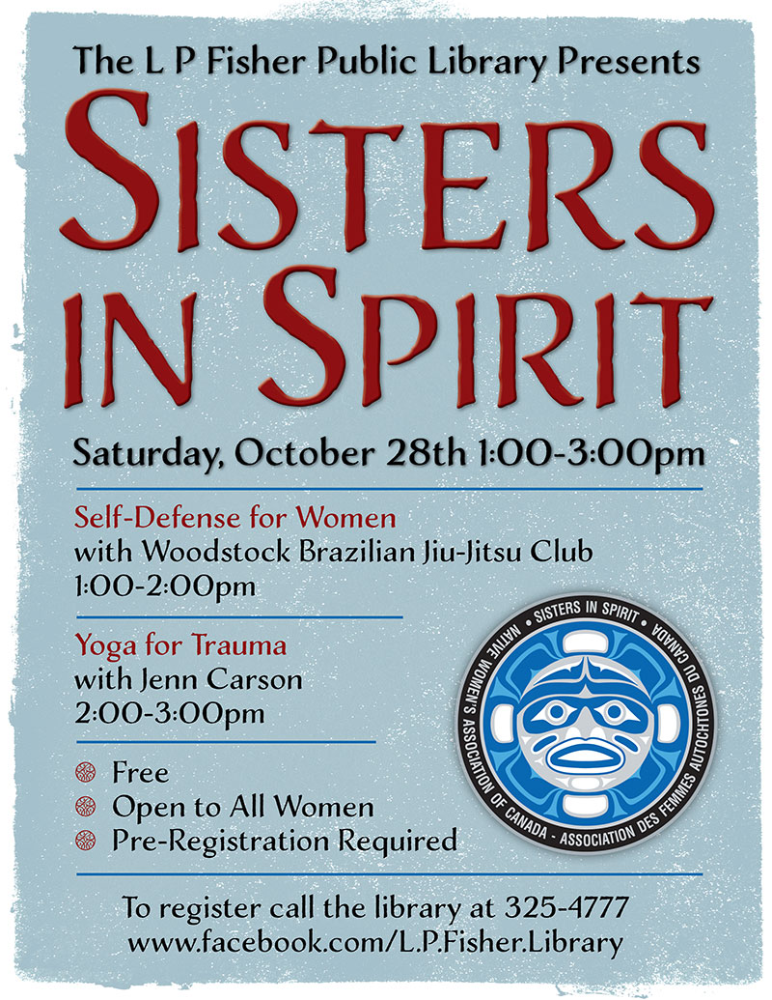 The L P Fisher Public Library Presents
SISTERS
IN SPIRIT
Saturday, October 28th 1:00-3:00pm
Self-Defense for Women
with Woodstock Brazilian Jiu-Jitsu Club
1:00-2:00pm
Yoga for Trauma
with Jenn Carson
2:00-3:00pm
Free
Open to All Women
Pre-Registration Required
• SISTERS IN SPIRIT •
NATIVE WOMEN'S ASSOCIATION OF CANADA - ASSOCIATION DES FEMMES AUTOCHTONES DU CANADA
To register call the library at 325-4777
www.facebook.com/L.P.Fisher.Library